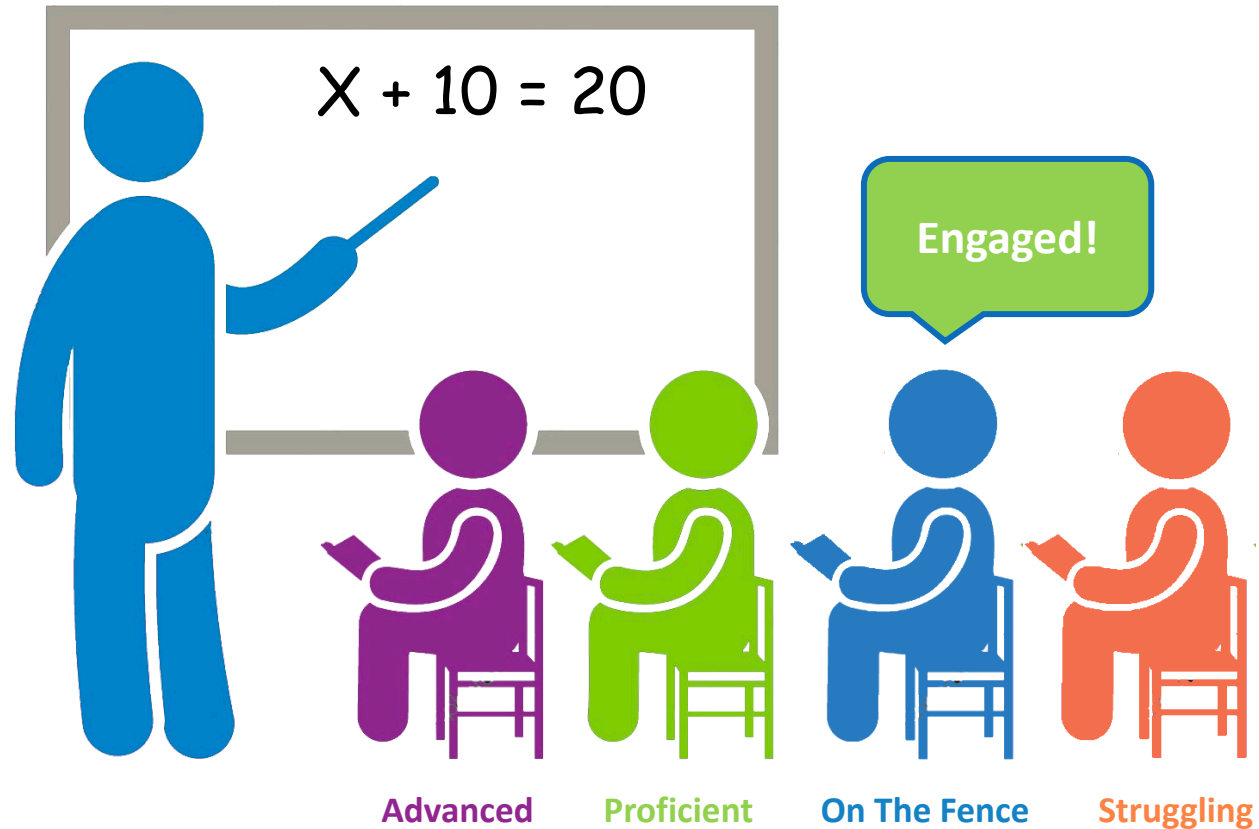 X + 10 = 20
Engaged!
Advanced
Proficient
On The Fence
Struggling